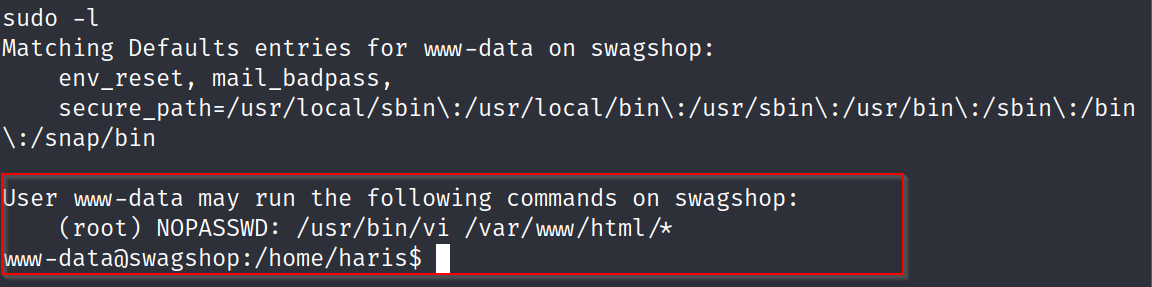 sudo -l
Matching Defaults entries for www-data on swagshop:
    env_reset, mail_badpass,
    secure_path=/usr/local/sbin\:/usr/local/bin\:/usr/sbin\:/usr/bin\:/sbin\:/bin
\:/snap/bin
User www-data may run the following commands on swagshop:
    (root) NOPASSWD: /usr/bin/vi /var/www/html/*
www-data@swagshop:/home/haris$